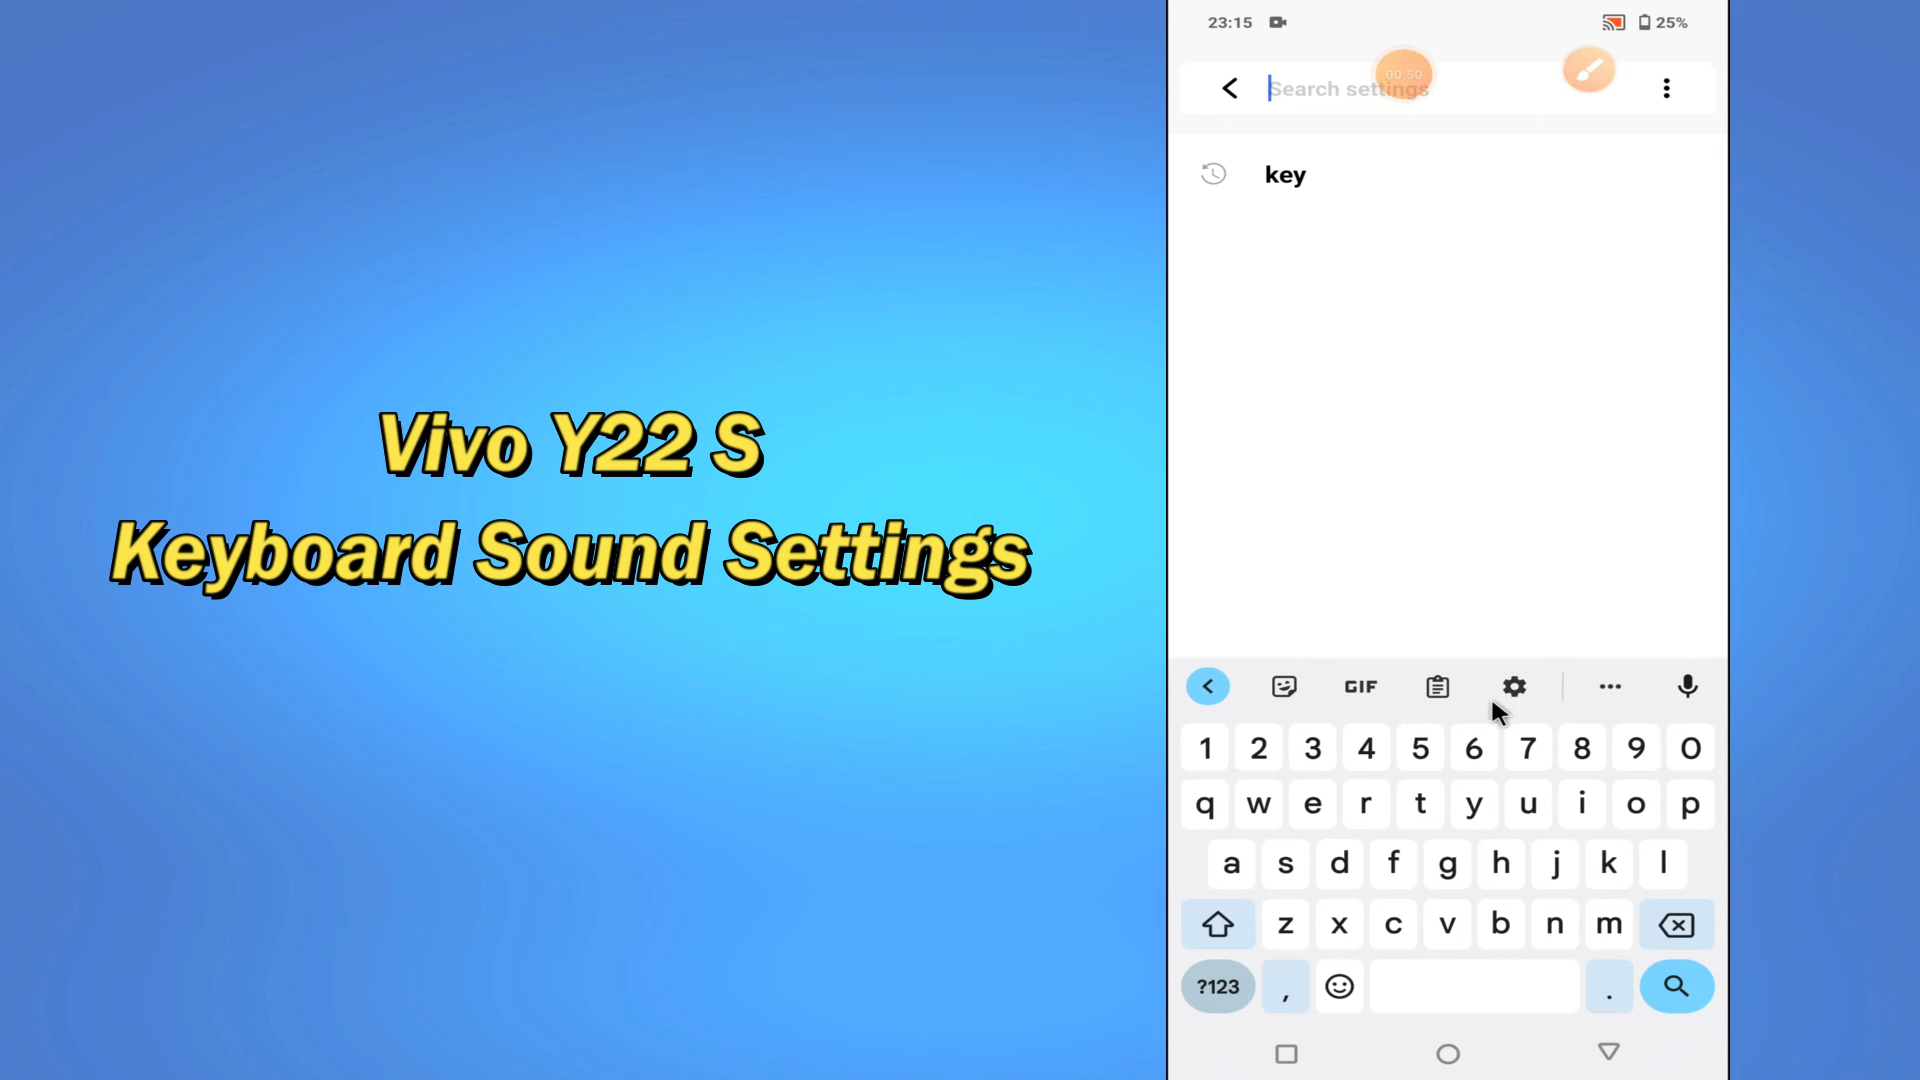 Vivo Y22 S
Keyboard Sound Settings
23:15
25%
00:50
Search settings
key
GIF
1 2 3 4 5 6 7 8 9 0
q w e r t y u i o p
a s d f g h j k l
z x c v b n m
?123 , .